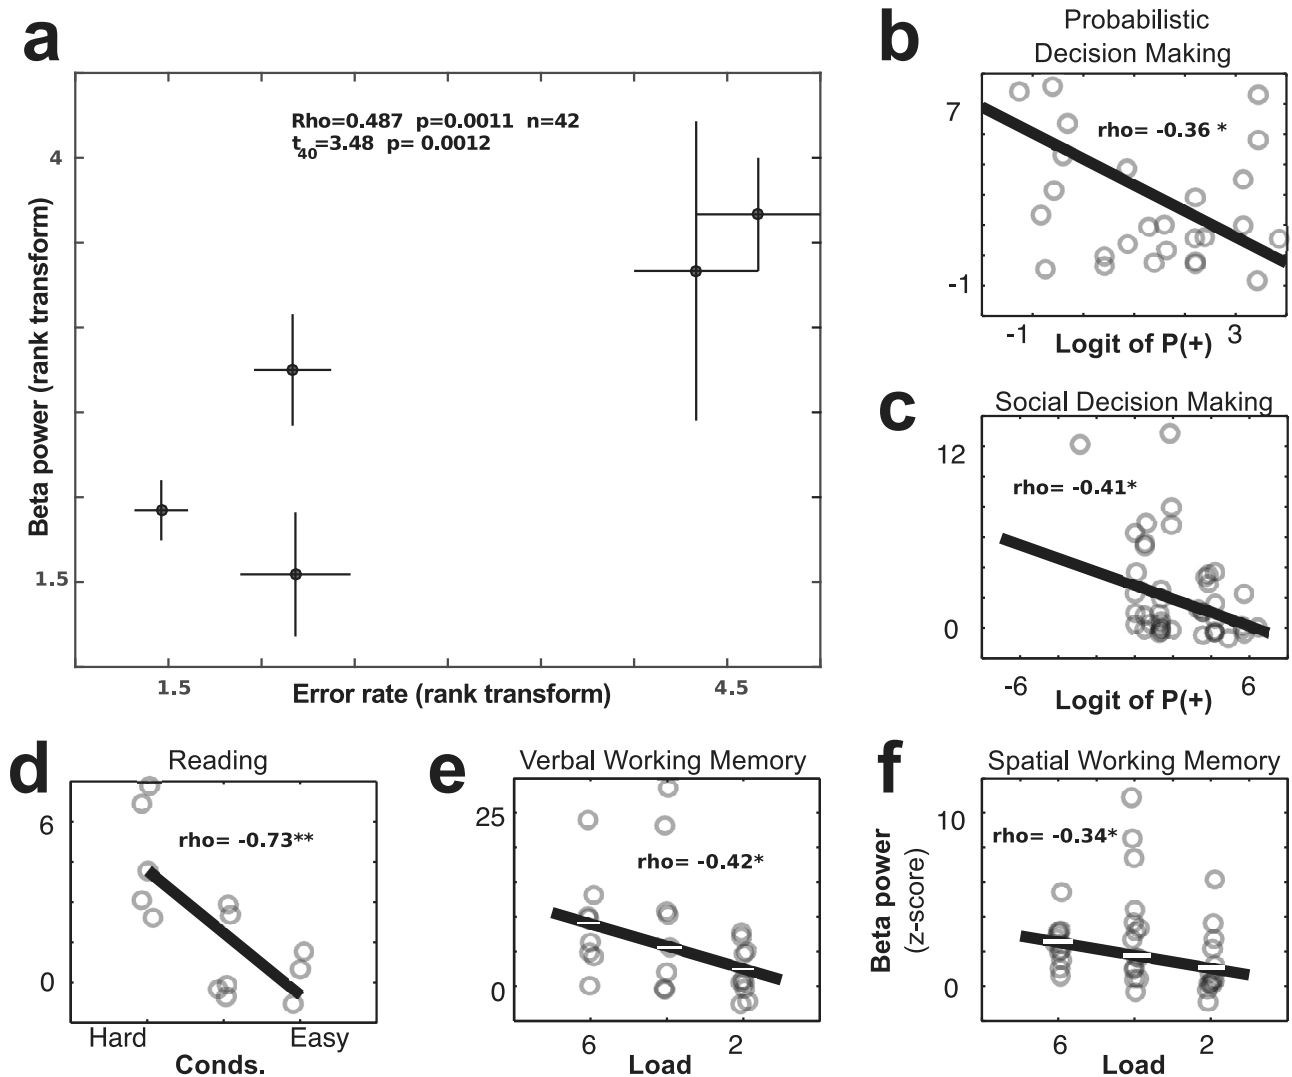 a
Rho=0.487 p=0.0011 n=42
t40=3.48 p= 0.0012
4
1.5
Beta power (rank transform)
1.5
4.5
Error rate (rank transform)
b
Probabilistic
Decision Making
7
-1
rho= -0.36 *
-1
3
Logit of P(+)
c
Social Decision Making
12
0
rho= -0.41*
-6
6
Logit of P(+)
d
Reading
6
0
rho= -0.73**
Hard
Easy
Conds.
e
Verbal Working Memory
25
0
rho= -0.42*
6
2
Load
f
Spatial Working Memory
10
0
rho= -0.34*
Beta power
(z-score)
6
2
Load